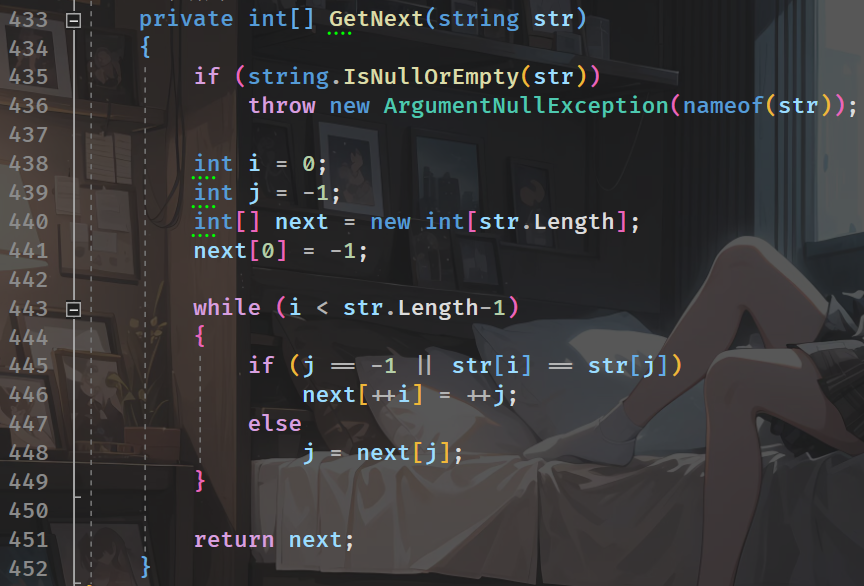 433 private int[] GetNext(string str)
434 {
435 if (string.IsNullOrEmpty(str))
436 throw new ArgumentNullException(nameof(str));
437
438 int i = 0;
439 int j = -1;
440 int[] next = new int[str.Length];
441 next[0] = -1;
442
443 while (i < str.Length-1)
444 {
445 if (j == -1 || str[i] == str[j])
446 next[++i] = ++j;
447 else
448 j = next[j];
449 }
450
451 return next;
452 }